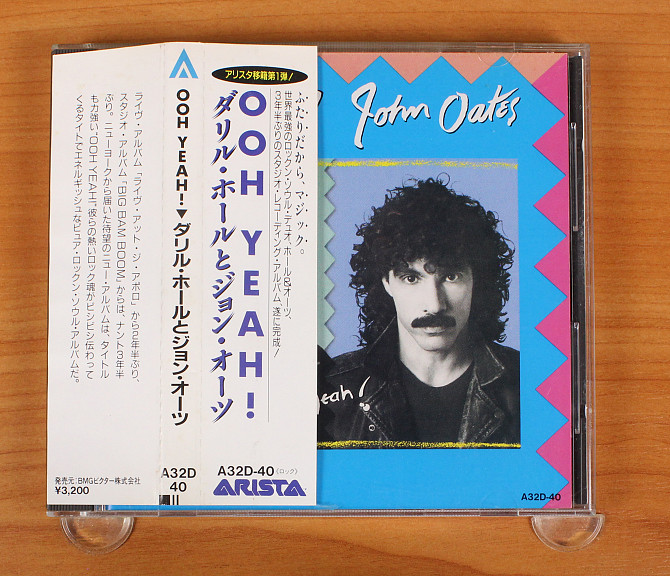 ライヴ・アルバム「ライヴ・アット・ジ・アポロ」から2年半ぶり、
スタジオ・アルバム、「BIG BAM BOOM」からは、ナント3年半
ぶり。ニューヨークから届いた待望のニュー・アルバムは、タイトル
も力強い"OOH YEAH!"。彼らの熱いロック魂がビシビシ伝わって
くるタイトでエネルギッシュなピュア・ロックン・ソウル・アルバムだ。
発売元:BMGビクター株式会社
¥3,200
OOH YEAH!▼ダリル・ホールとジョン・オーツ
A32D
40
アリスタ移籍第1弾!
ふたりだから、マジック。
世界最強のロックン・ソウル・デュオ、ホール&オーツ、
3年半ぶりのスタジオ・レコーディング・アルバム、遂に完成!
OOH YEAH!
ダリル・ホールとジョン・オーツ
A32D-40〈ロック〉
ARISTA
John Oates
yeah!
A32D-40